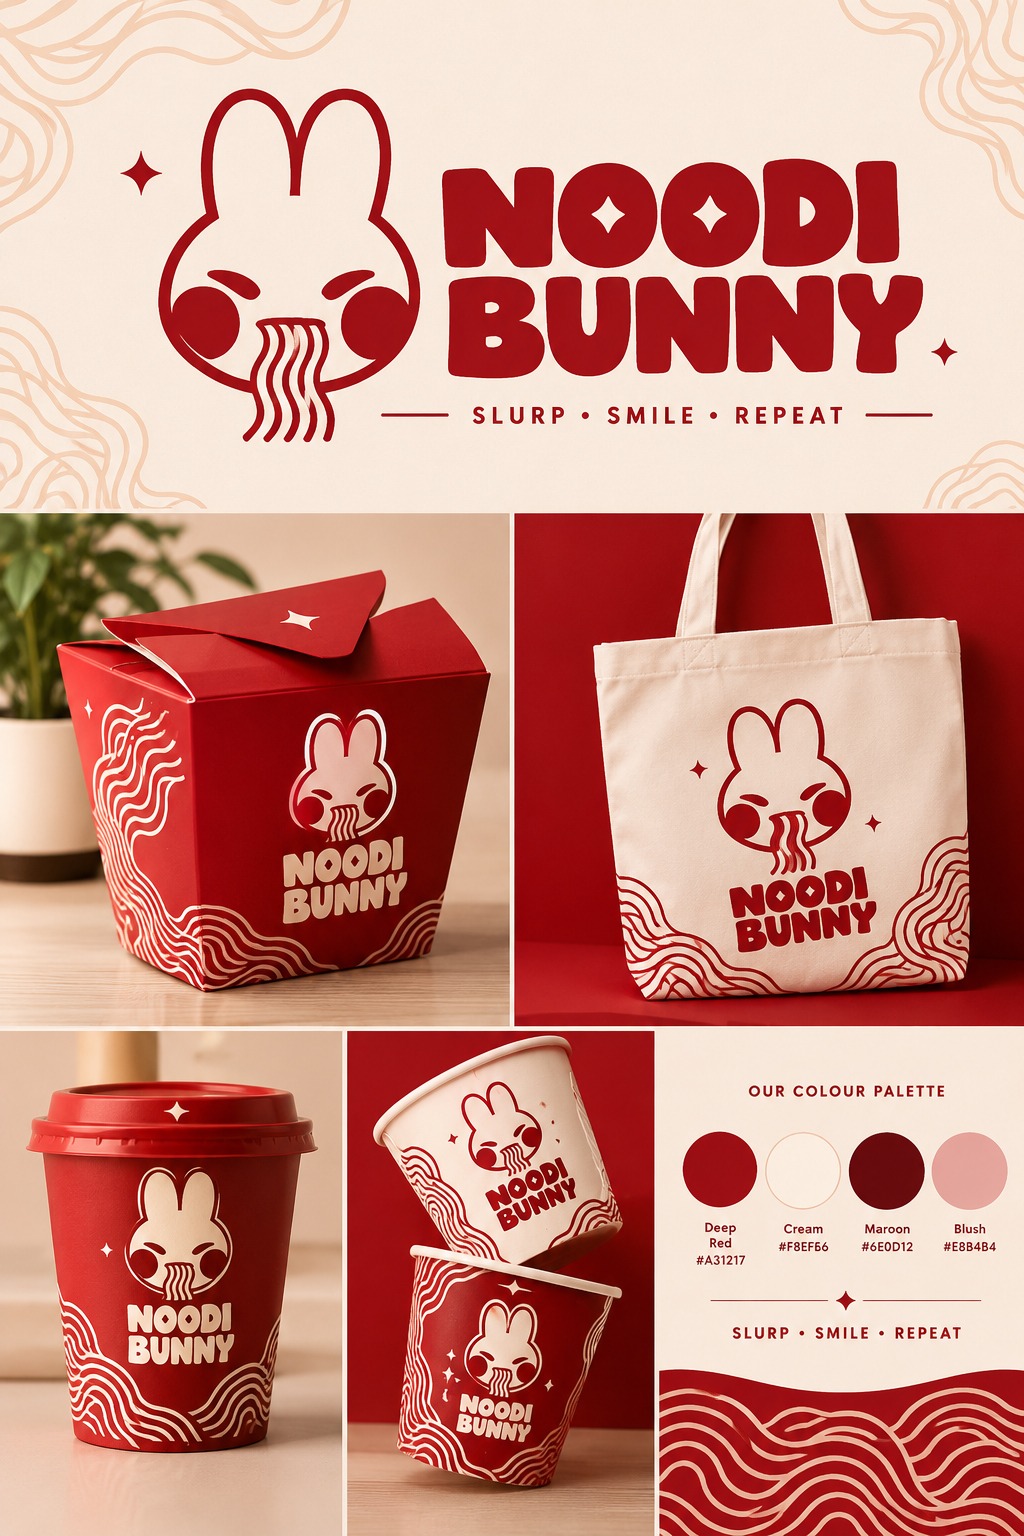 NOODI
BUNNY
SLURP • SMILE • REPEAT
NOODI
BUNNY
NOODI
BUNNY
NOODI
BUNNY
NOODI
BUNNY
NOODI
BUNNY
OUR COLOUR PALETTE
Deep
Red
#A31217
Cream
#F8EFE6
Maroon
#6E0D12
Blush
#E8B4B4
SLURP • SMILE • REPEAT